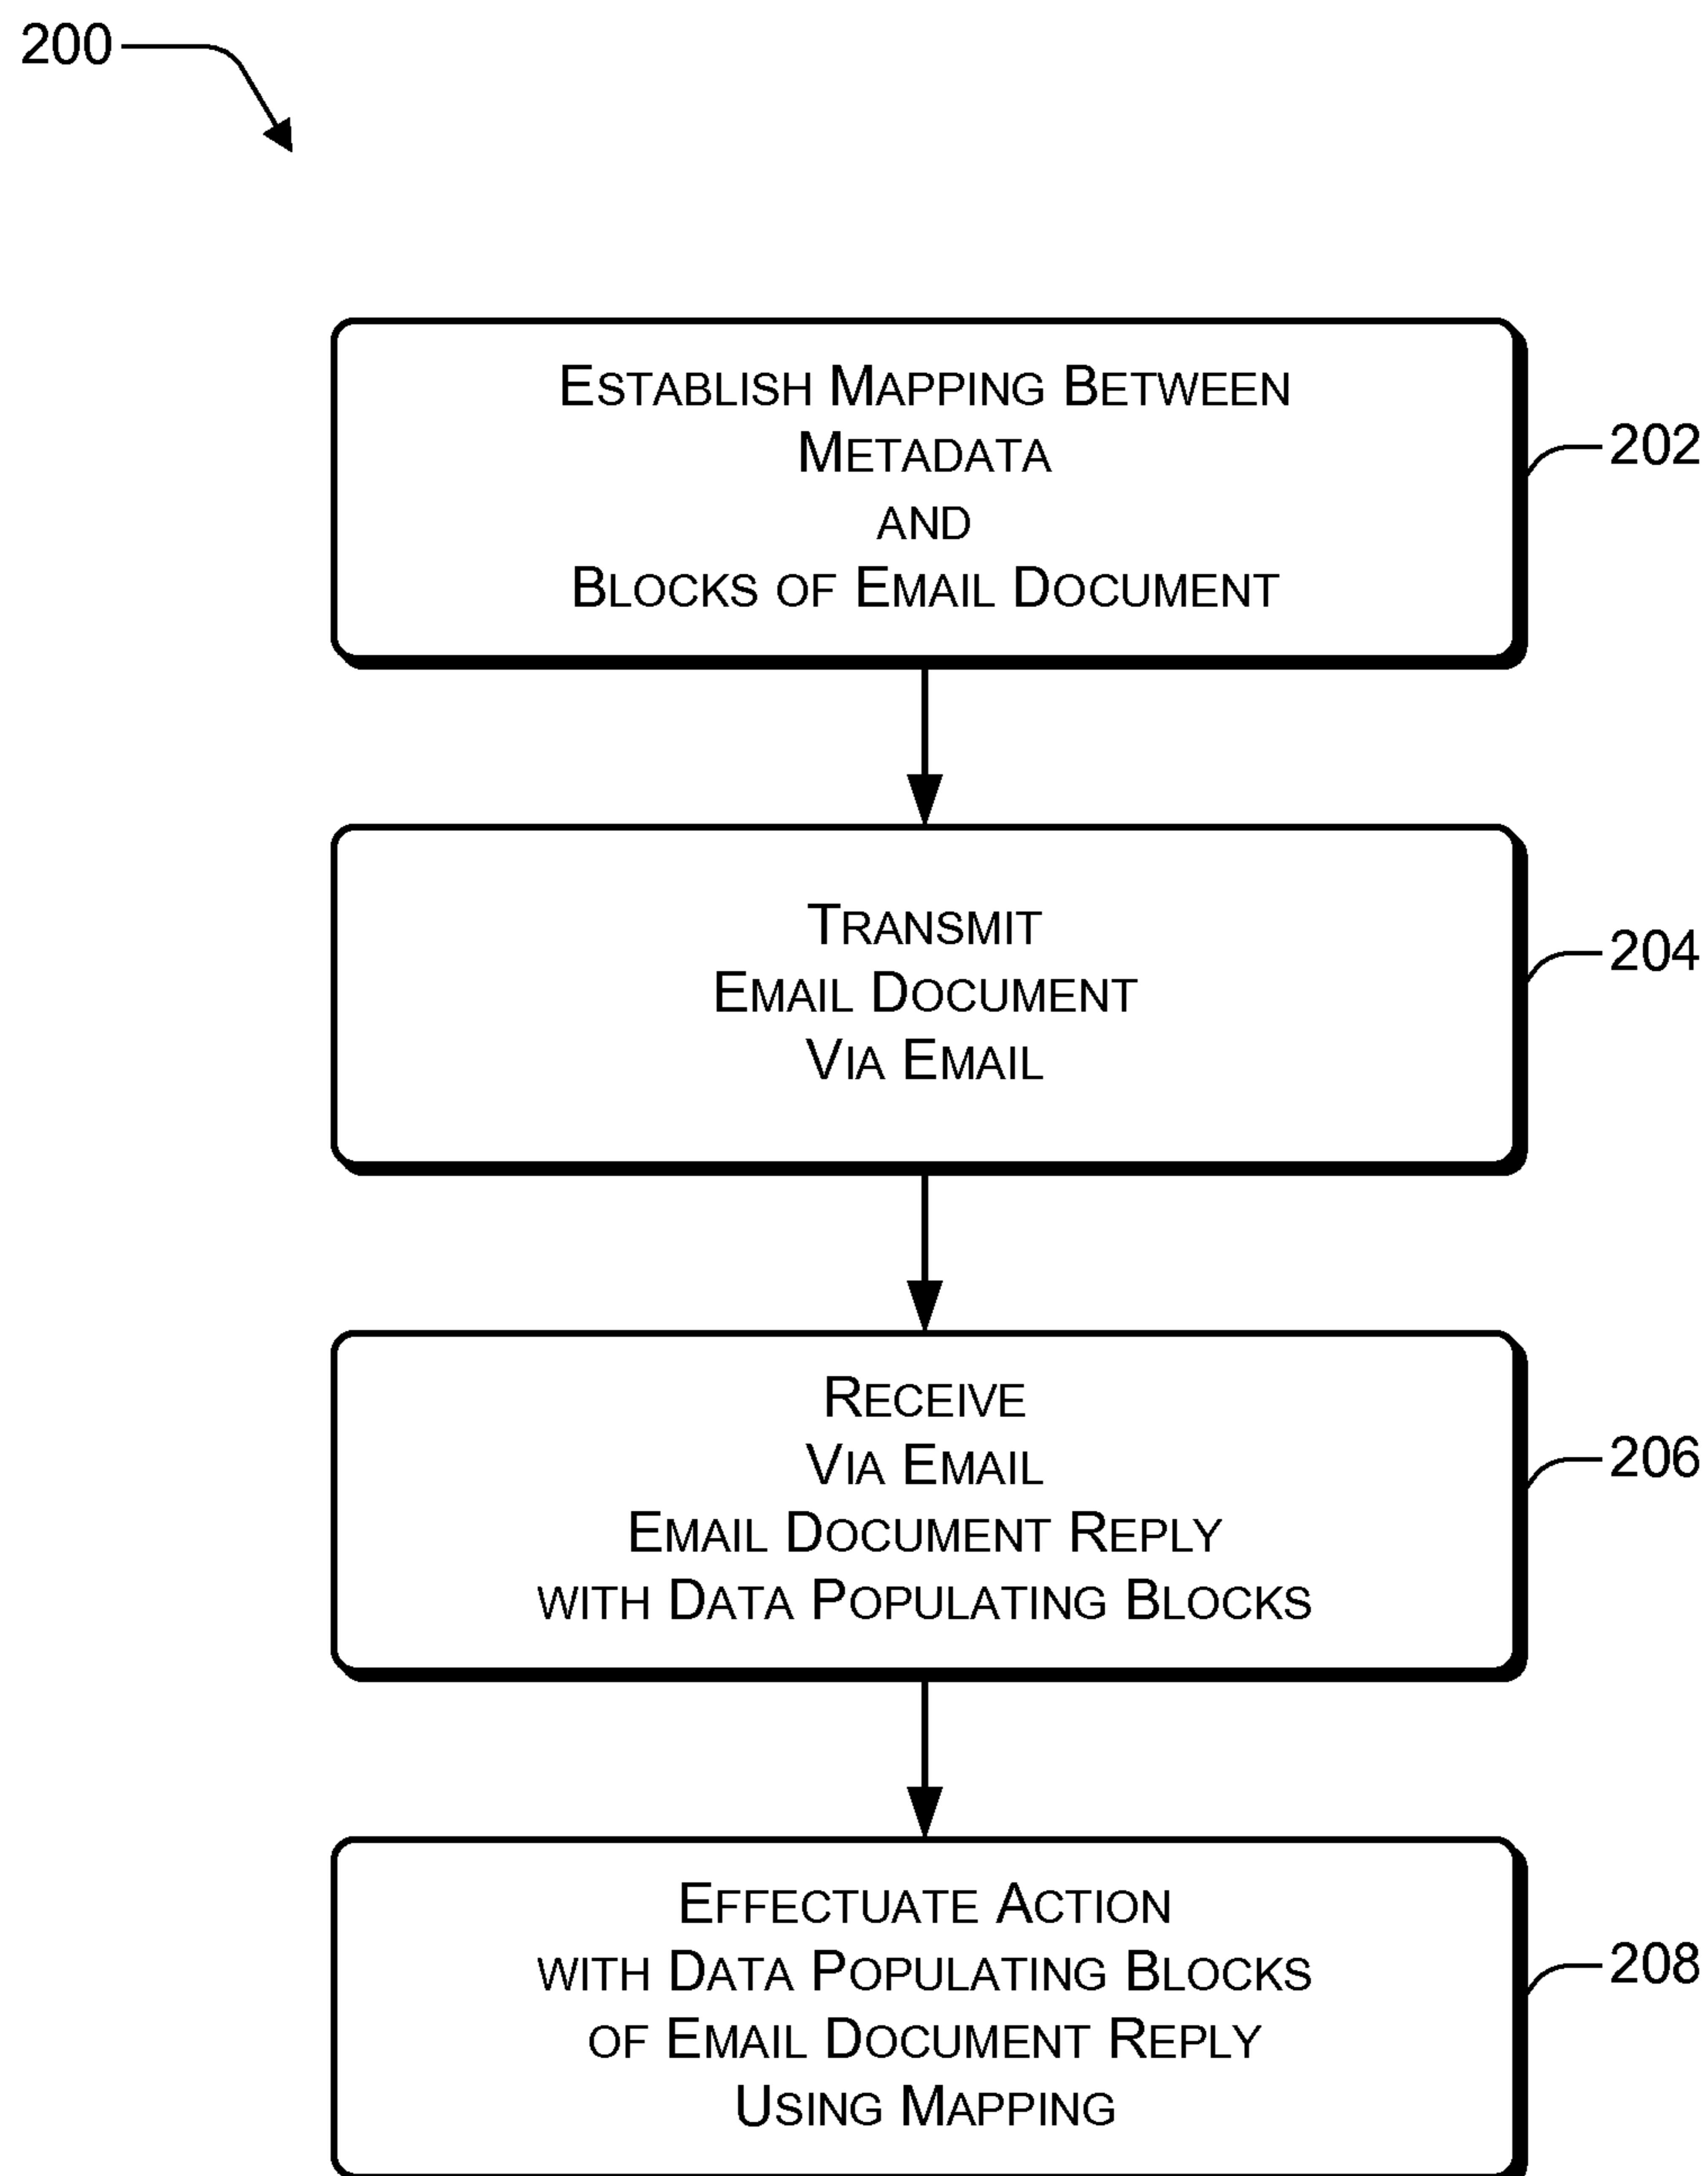 200
Establish Mapping Between
Metadata
and
Blocks of Email Document
202
Transmit
Email Document
Via Email
204
Receive
Via Email
Email Document Reply
with Data Populating Blocks
206
Effectuate Action
with Data Populating Blocks
of Email Document Reply
Using Mapping
208